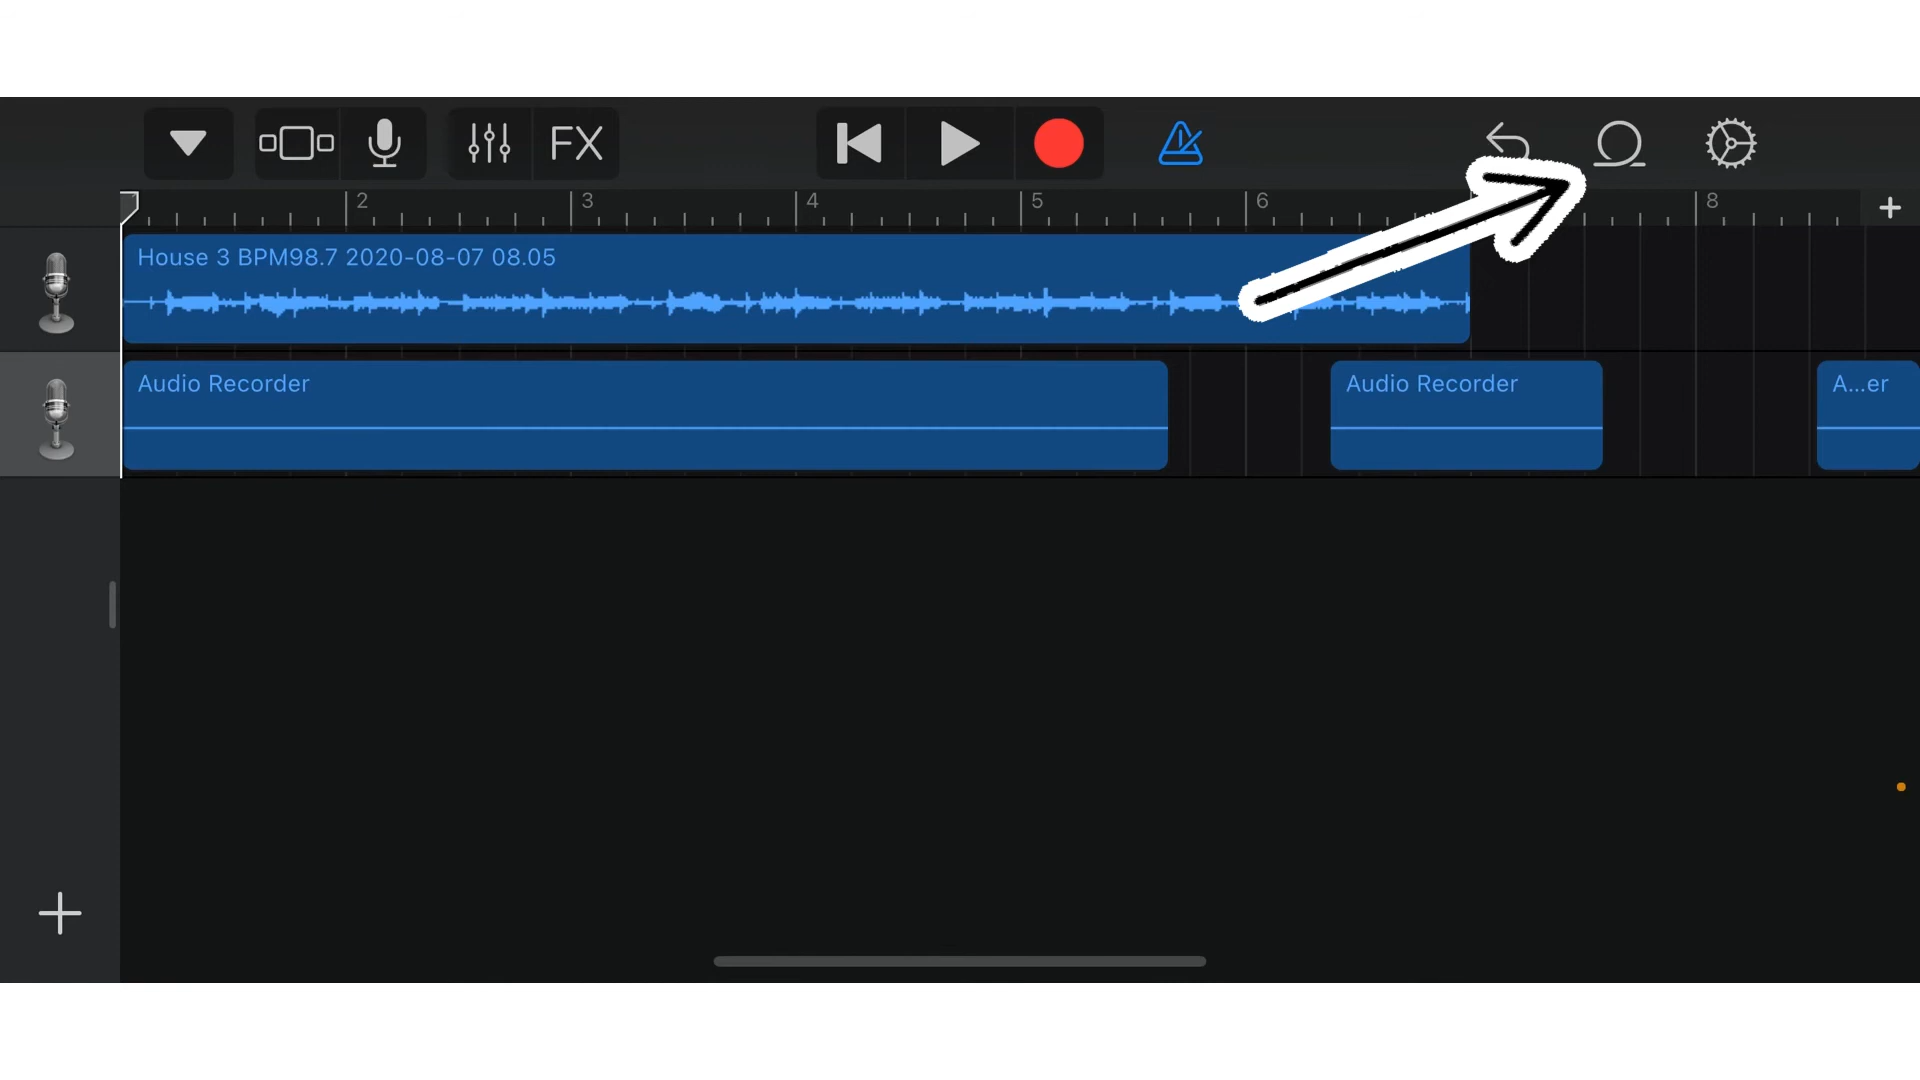 FX
2 3 4 5 6 8
House 3 BPM98.7 2020-08-07 08.05
Audio Recorder Audio Recorder A...er